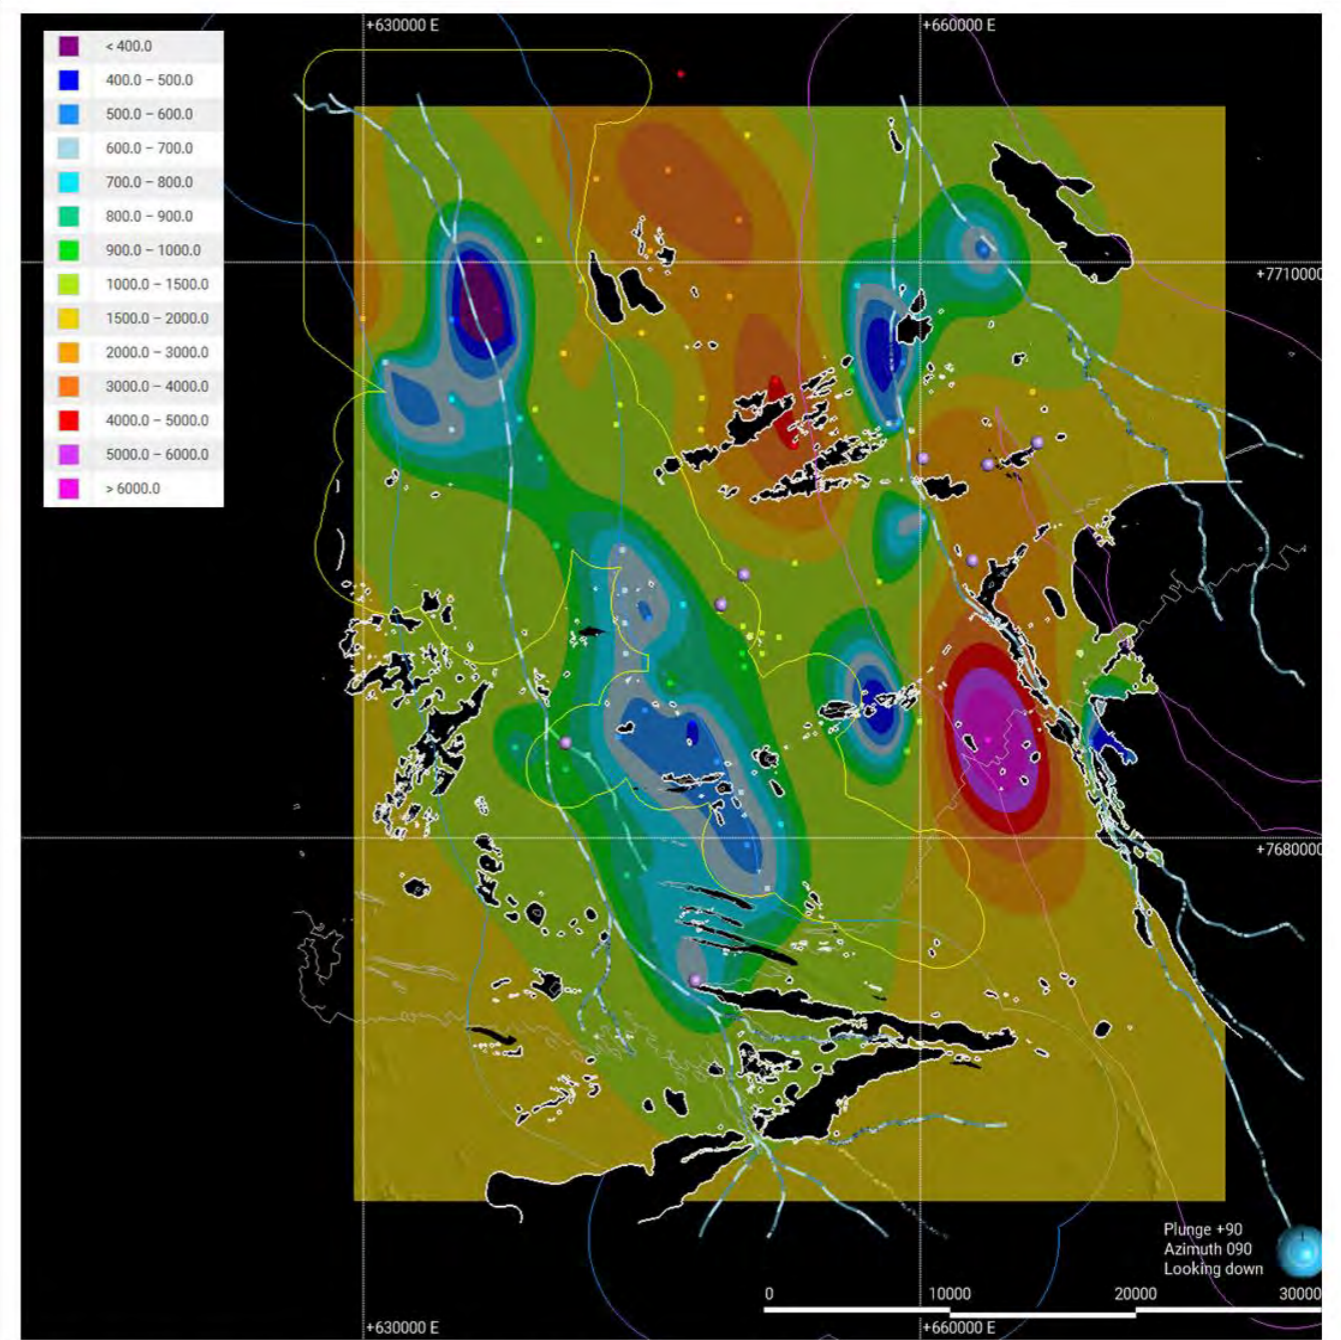 +630000 E
+660000 E
< 400.0
400.0 – 500.0
500.0 – 600.0
600.0 – 700.0
700.0 – 800.0
800.0 – 900.0
900.0 – 1000.0
1000.0 – 1500.0
1500.0 – 2000.0
2000.0 – 3000.0
3000.0 – 4000.0
4000.0 – 5000.0
5000.0 – 6000.0
> 6000.0
+7710000
+7680000
Plunge +90
Azimuth 090
Looking down
0
10000
20000
30000
+630000 E
+660000 E